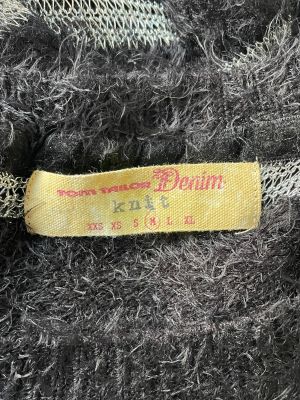 TOM TAILOR Denim
knit
XXS XS S M L XL